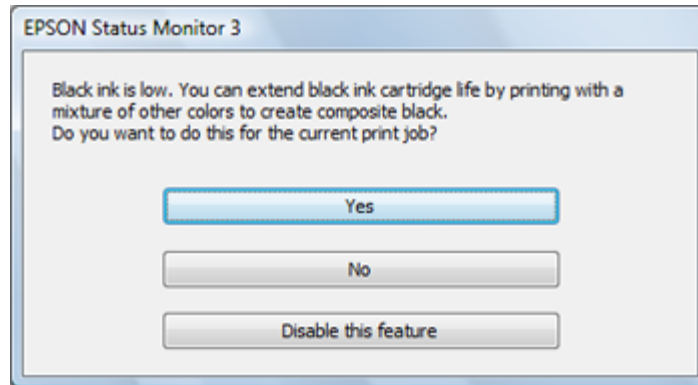 EPSON Status Monitor 3
Black ink is low. You can extend black ink cartridge life by printing with a
mixture of other colors to create composite black.
Do you want to do this for the current print job?
Yes
No
Disable this feature